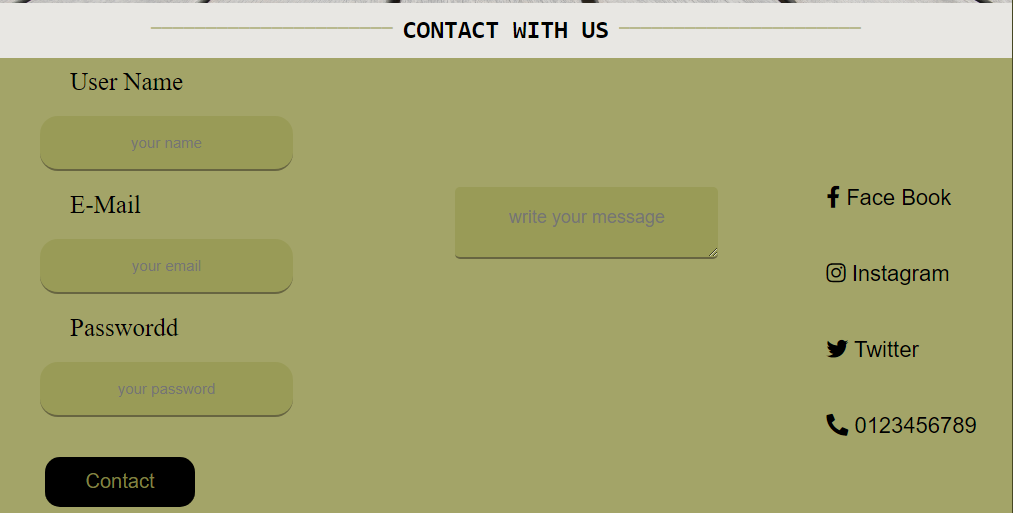 CONTACT WITH US
User Name
your name
E-Mail
your email
Passwordd
your password
Contact
write your message
Face Book
Instagram
Twitter
0123456789